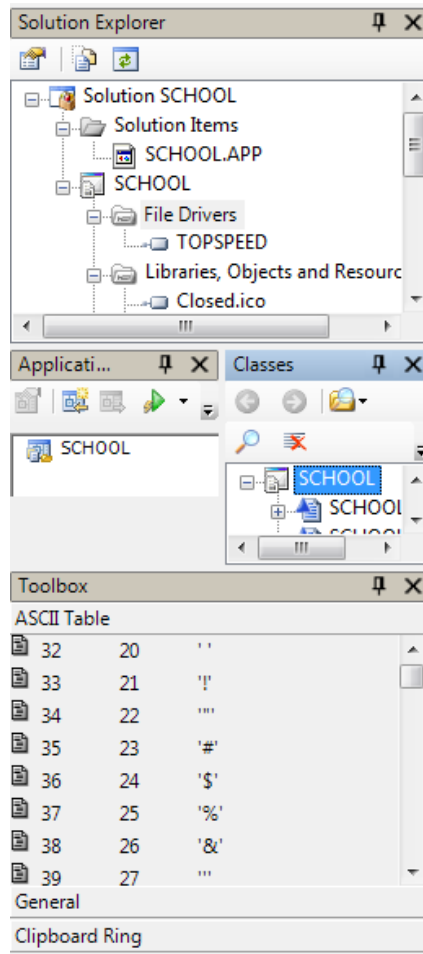 Solution Explorer
Solution SCHOOL
Solution Items
SCHOOL.APP
SCHOOL
File Drivers
TOPSPEED
Libraries, Objects and Resourc
Closed.ico
Applicati...
SCHOOL
Classes
SCHOOL
SCHOOL
Toolbox
ASCII Table
32 20 ' '
33 21 '!'
34 22 '"'
35 23 '#'
36 24 '$'
37 25 '%'
38 26 '&'
39 27 '''
General
Clipboard Ring